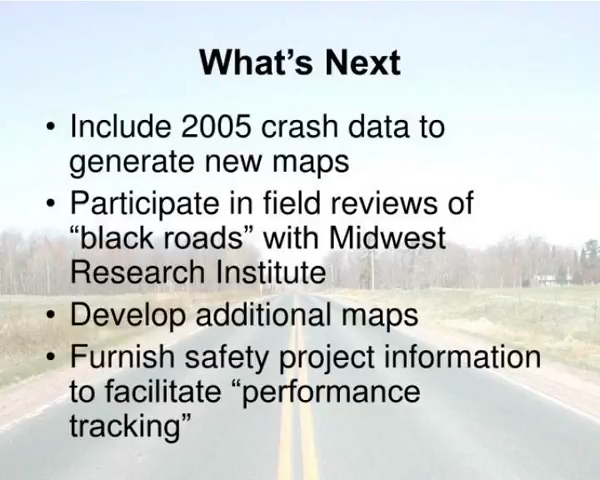 What’s Next
• Include 2005 crash data to
generate new maps
• Participate in field reviews of
“black roads” with Midwest
Research Institute
• Develop additional maps
• Furnish safety project information
to facilitate “performance
tracking”